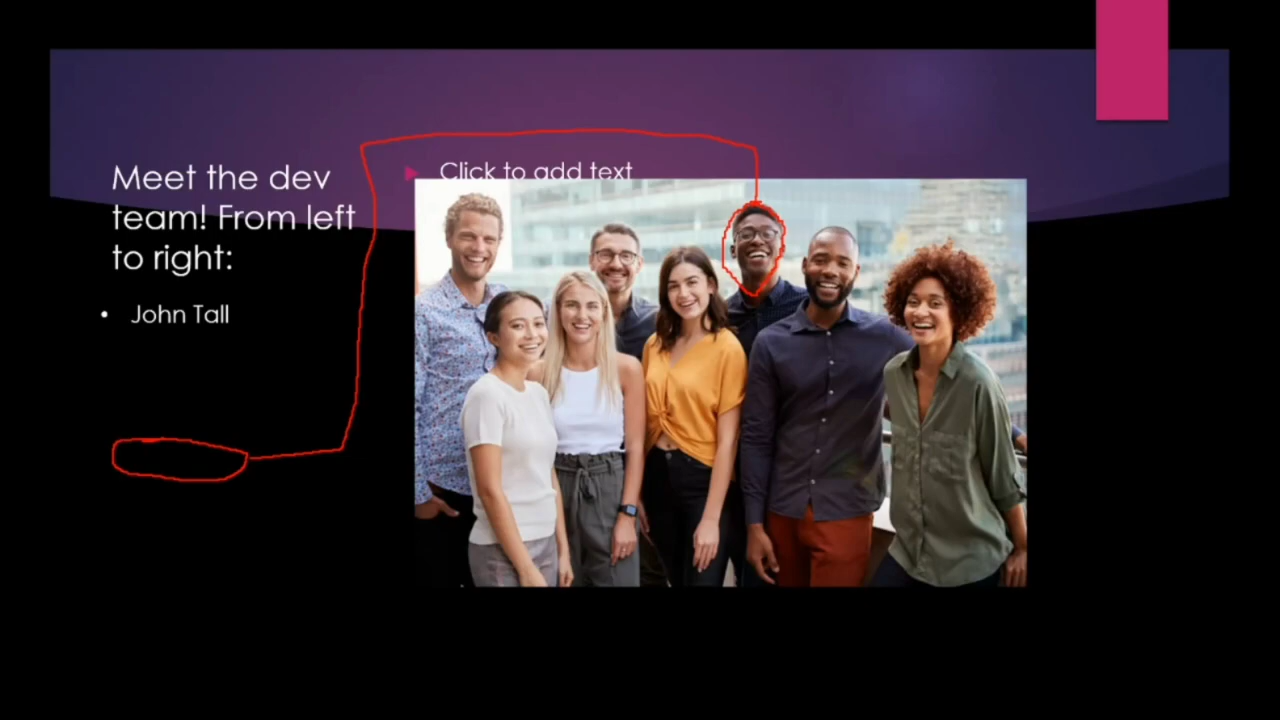 Meet the dev
team! From left
to right:
• John Tall
Click to add text